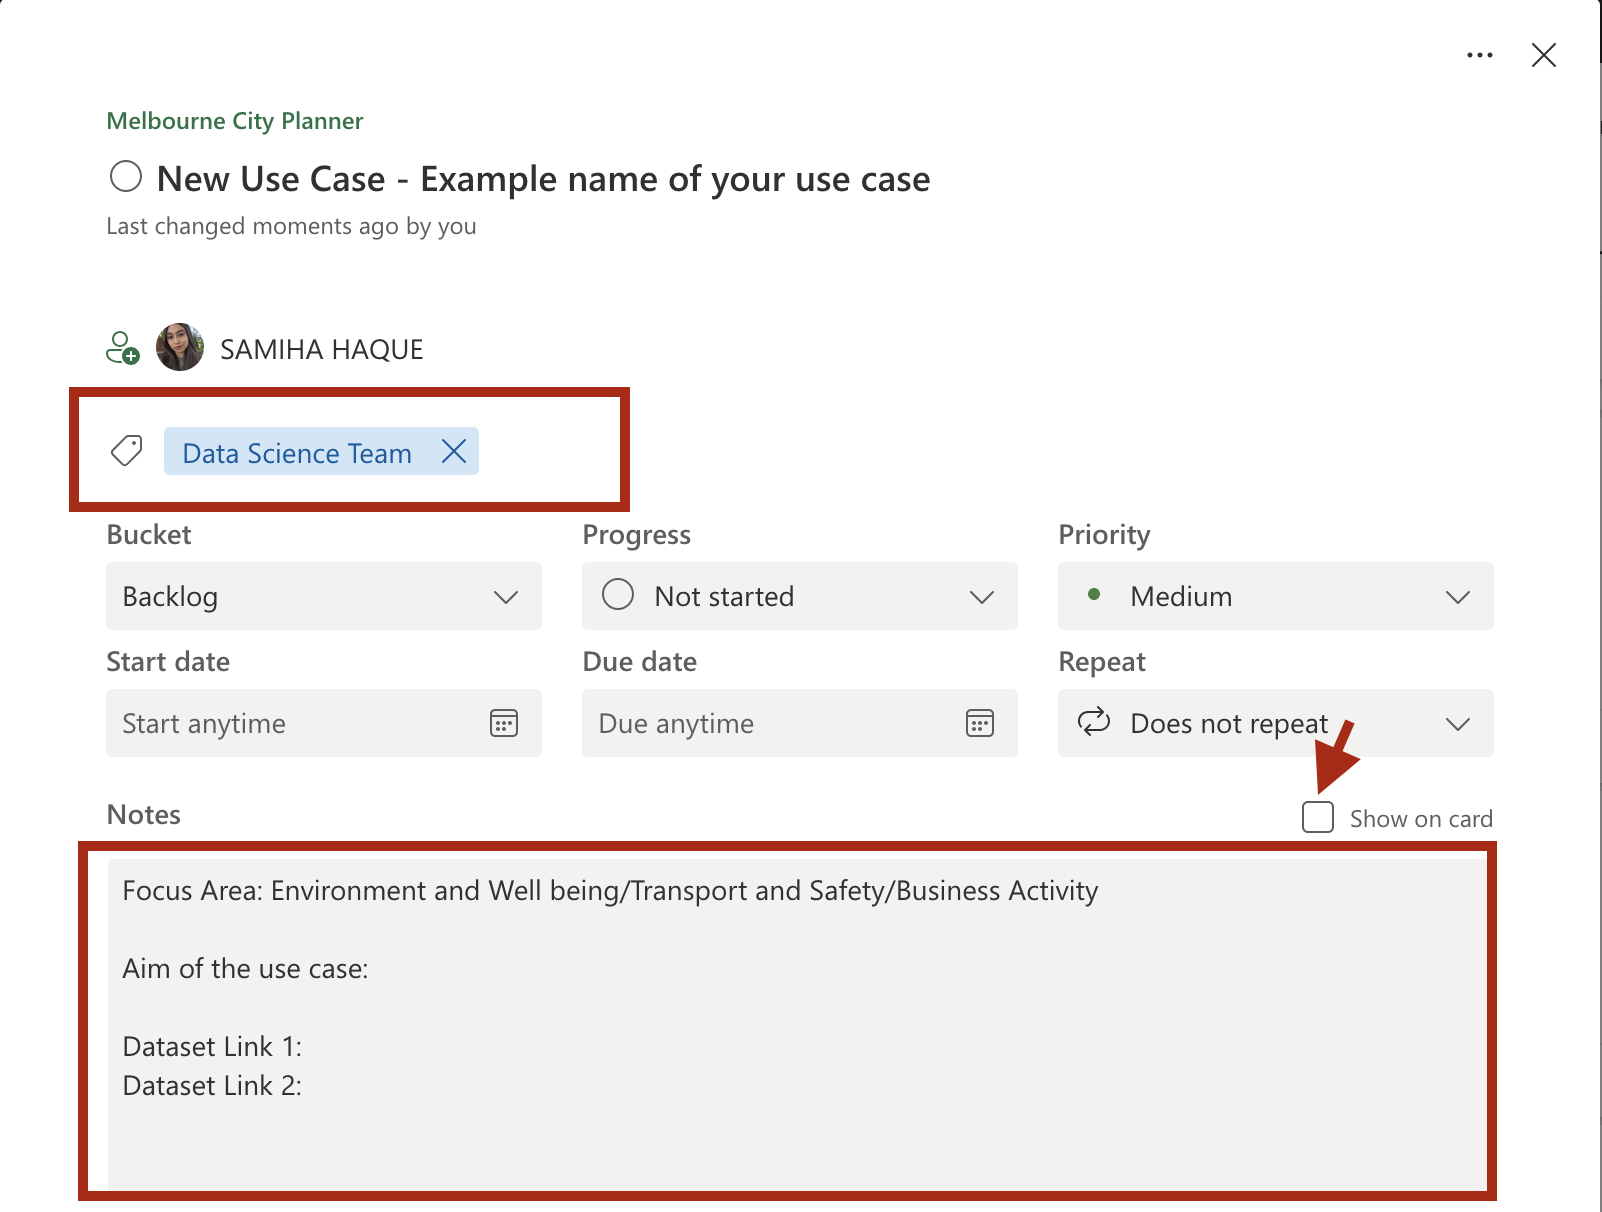 Melbourne City Planner
New Use Case - Example name of your use case
Last changed moments ago by you
SAMIHA HAQUE
Data Science Team
Bucket Progress Priority
Backlog Not started Medium
Start date Due date Repeat
Start anytime Due anytime Does not repeat
Notes Show on card
Focus Area: Environment and Well being/Transport and Safety/Business Activity
Aim of the use case:
Dataset Link 1:
Dataset Link 2: